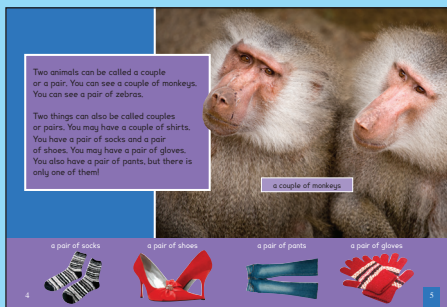 Two animals can be called a couple
or a pair. You can see a couple of monkeys.
You can see a pair of zebras.
Two things can also be called couples
or pairs. You may have a couple of shirts.
You have a pair of socks and a pair
of shoes. You may have a pair of gloves.
You also have a pair of pants, but there is
only one of them!
a couple of monkeys
a pair of socks
a pair of shoes
a pair of pants
a pair of gloves
4
5